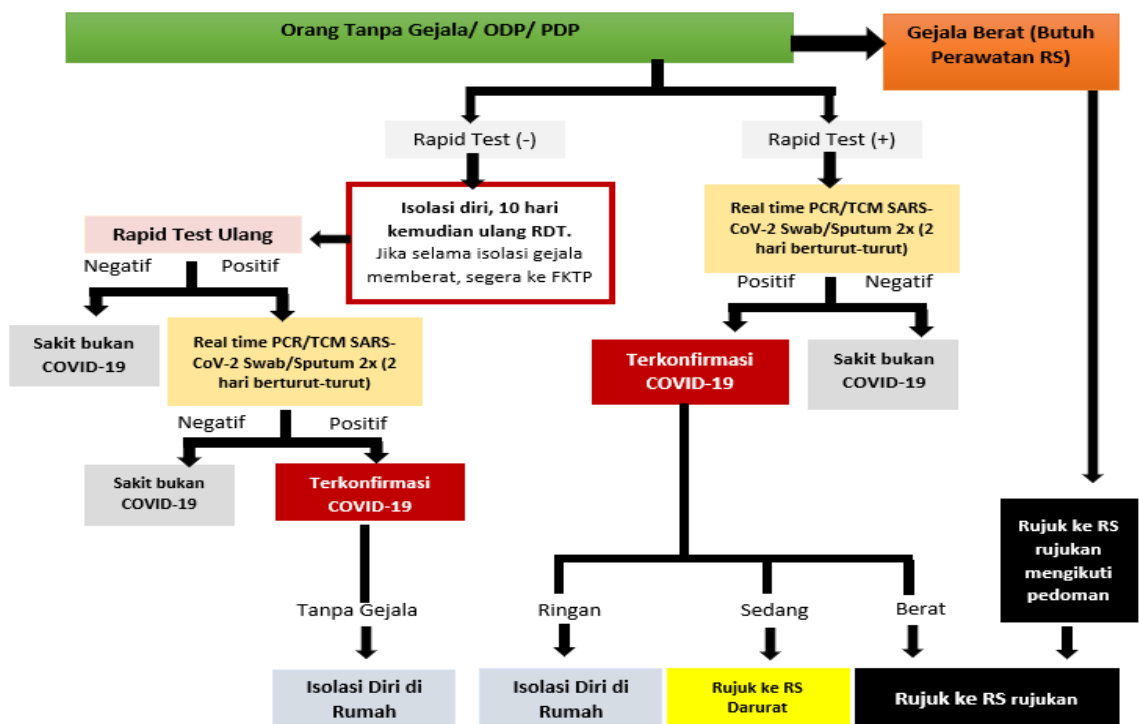 Orang Tanpa Gejala/ ODP/ PDP
Gejala Berat (Butuh
Perawatan RS)
Rapid Test (-)
Rapid Test (+)
Isolasi diri, 10 hari
kemudian ulang RDT.
Jika selama isolasi gejala
memberat, segera ke FKTP
Real time PCR/TCM SARS-
CoV-2 Swab/Sputum 2x (2
hari berturut-turut)
Rapid Test Ulang
Negatif
Positif
Positif
Negatif
Sakit bukan
COVID-19
Real time PCR/TCM SARS-
CoV-2 Swab/Sputum 2x (2
hari berturut-turut)
Terkonfirmasi
COVID-19
Sakit bukan
COVID-19
Negatif
Positif
Sakit bukan
COVID-19
Terkonfirmasi
COVID-19
Rujuk ke RS
rujukan
mengikuti
pedoman
Tanpa Gejala
Ringan
Sedang
Berat
Isolasi Diri di
Rumah
Isolasi Diri di
Rumah
Rujuk ke RS
Darurat
Rujuk ke RS rujukan